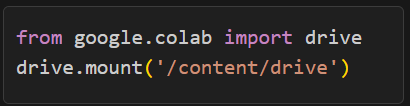 from google.colab import drive
drive.mount('/content/drive')